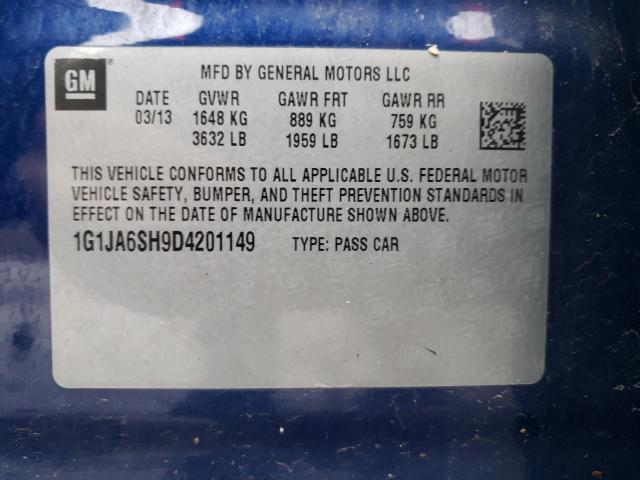 GM ® MFD BY GENERAL MOTORS LLC
DATE GVWR GAWR FRT GAWR RR
03/13 1648 KG 889 KG 759 KG
3632 LB 1959 LB 1673 LB
THIS VEHICLE CONFORMS TO ALL APPLICABLE U.S. FEDERAL MOTOR
VEHICLE SAFETY, BUMPER, AND THEFT PREVENTION STANDARDS IN
EFFECT ON THE DATE OF MANUFACTURE SHOWN ABOVE.
1G1JA6SH9D4201149 TYPE: PASS CAR